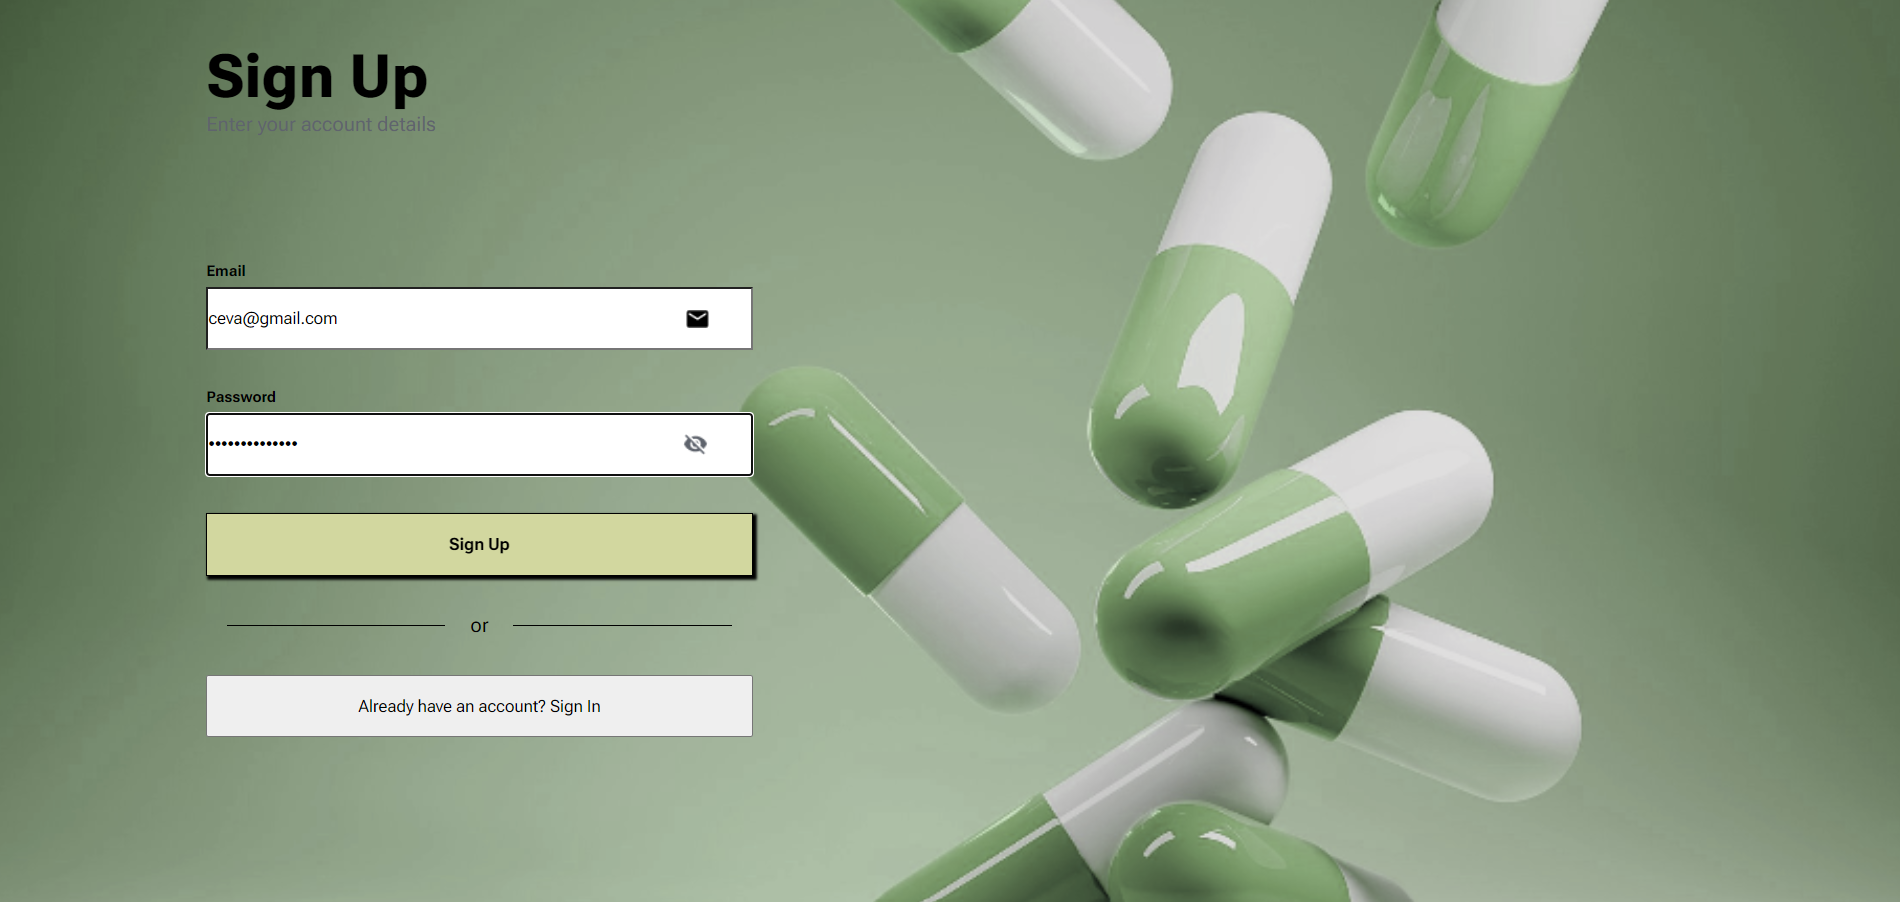 Sign Up
Enter your account details
Email
ceva@gmail.com
Password
••••••••••••••
Sign Up
or
Already have an account? Sign In